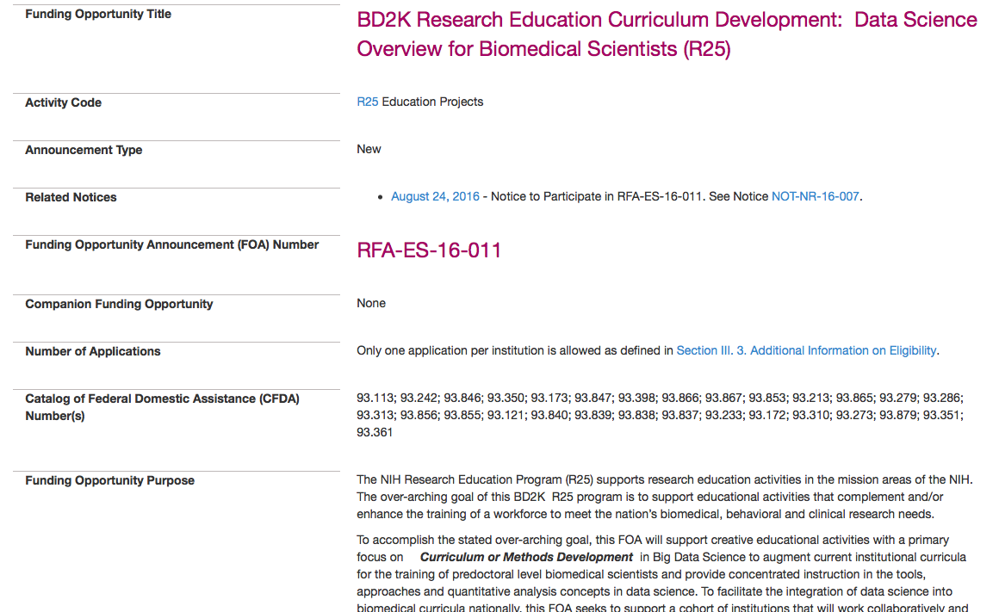 Funding Opportunity Title
BD2K Research Education Curriculum Development:  Data Science
Overview for Biomedical Scientists (R25)
Activity Code
R25 Education Projects
Announcement Type
New
Related Notices
• August 24, 2016 - Notice to Participate in RFA-ES-16-011. See Notice NOT-NR-16-007.
Funding Opportunity Announcement (FOA) Number
RFA-ES-16-011
Companion Funding Opportunity
None
Number of Applications
Only one application per institution is allowed as defined in Section III. 3. Additional Information on Eligibility.
Catalog of Federal Domestic Assistance (CFDA)
Number(s)
93.113; 93.242; 93.846; 93.350; 93.173; 93.847; 93.398; 93.866; 93.867; 93.853; 93.213; 93.865; 93.279; 93.286;
93.313; 93.856; 93.855; 93.121; 93.840; 93.839; 93.838; 93.837; 93.233; 93.172; 93.310; 93.273; 93.879; 93.351;
93.361
Funding Opportunity Purpose
The NIH Research Education Program (R25) supports research education activities in the mission areas of the NIH.
The over-arching goal of this BD2K  R25 program is to support educational activities that complement and/or
enhance the training of a workforce to meet the nation's biomedical, behavioral and clinical research needs.
To accomplish the stated over-arching goal, this FOA will support creative educational activities with a primary
focus on     Curriculum or Methods Development  in Big Data Science to augment current institutional curricula
for the training of predoctoral level biomedical scientists and provide concentrated instruction in the tools,
approaches and quantitative analysis concepts in data science. To facilitate the integration of data science into
biomedical curricula nationally, this FOA seeks to support a cohort of institutions that will work collaboratively and